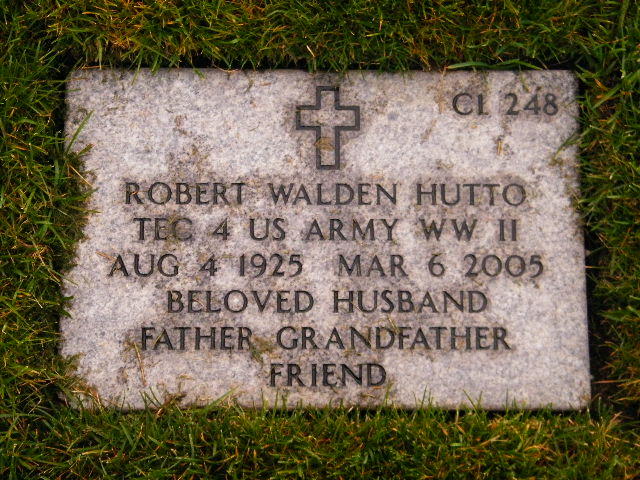 CL 248
ROBERT WALDEN HUTTO
TEC 4 US ARMY WW II
AUG 4 1925 MAR 6 2005
BELOVED HUSBAND
FATHER GRANDFATHER
FRIEND